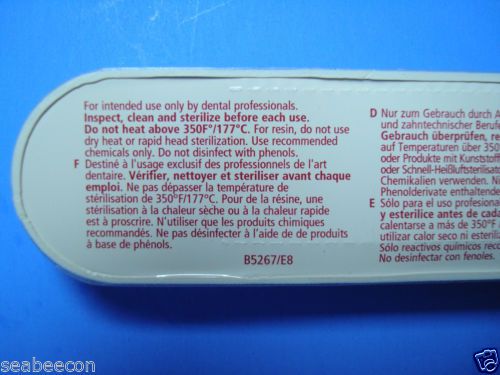 For intended use only by dental professionals.
Inspect, clean and sterilize before each use.
Do not heat above 350F°/177°C. For resin, do not use
dry heat or rapid head sterilization. Use recommended
chemicals only. Do not disinfect with phenols.
F Destiné à l'usage exclusif des professionnels de l'art
dentaire. Vérifier, nettoyer et steriliser avant chaque
emploi. Ne pas dépasser la température de
stérilisation de 350°F/177°C. Pour de la résine, une
stérilisation à la chaleur sèche ou à la chaleur rapide
est à proscrire. N'utiliser que les produits chimiques
recommandés. Ne pas désinfecter à l'aide de de produits
à base de phénols.
B5267/E8
D Nur zum Gebrauch durch
und zahntechnischer
Gebrauch überprüfen,
auf Temperaturen über
oder Produkte mit
oder
Chemikalien verwenden.
Phenolderivate
E Sólo para el uso
y esterilice antes de
calentarse a más de 350°F
utilizar calor seco ni
Sólo reactivos químicos
No desinfectar con fenoles.
seabeecon